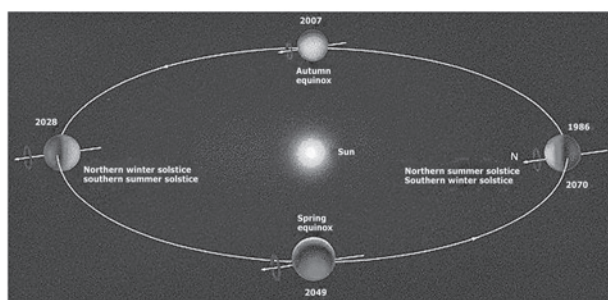 2007
Autumn
equinox
2028
Northern winter solstice
southern summer solstice
Sun
1986
N
Northern summer solstice
Southern winter solstice
2070
Spring
equinox
2049